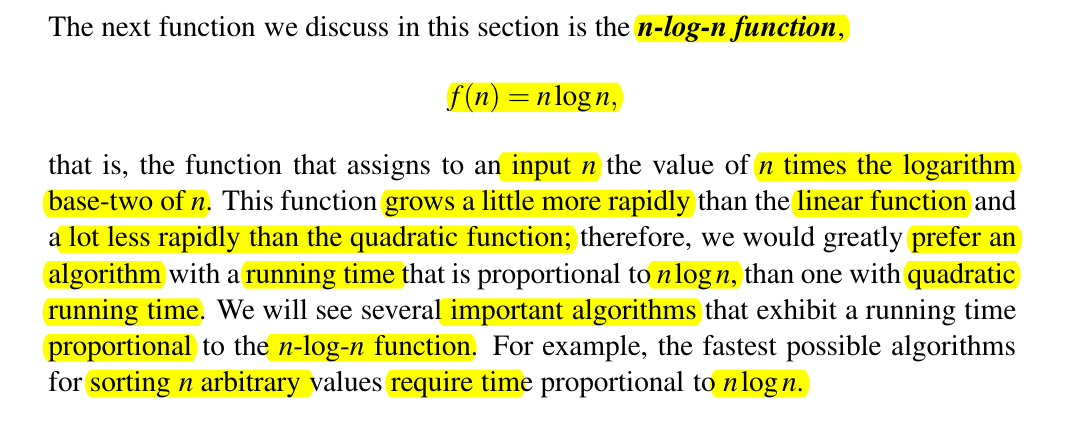 The next function we discuss in this section is the n-log-n function,
f(n) = n log n,
that is, the function that assigns to an input n the value of n times the logarithm
base-two of n. This function grows a little more rapidly than the linear function and
a lot less rapidly than the quadratic function; therefore, we would greatly prefer an
algorithm with a running time that is proportional to n log n, than one with quadratic
running time. We will see several important algorithms that exhibit a running time
proportional to the n-log-n function. For example, the fastest possible algorithms
for sorting n arbitrary values require time proportional to n log n.